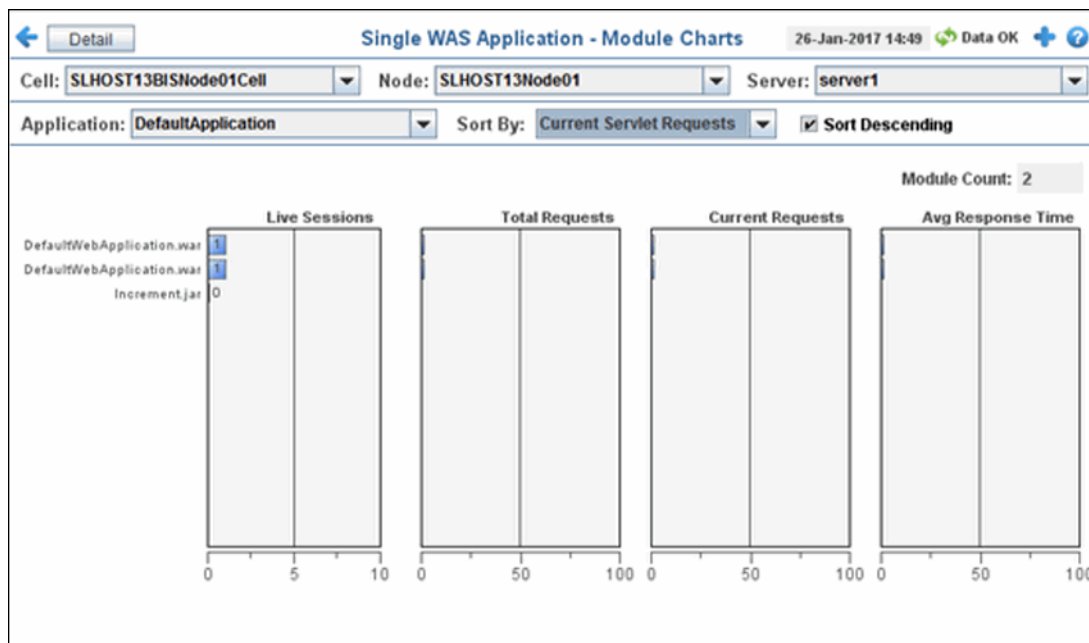 Detail Single WAS Application - Module Charts 26-Jan-2017 14:49 Data OK
Cell: SLHOST13BISNode01Cell Node: SLHOST13Node01 Server: server1
Application: DefaultApplication Sort By: Current Servlet Requests Sort Descending
Module Count: 2
Live Sessions Total Requests Current Requests Avg Response Time
DefaultWebApplication.war 1
DefaultWebApplication.war 1
Increment.jar 0
0 5 10 0 50 100 0 50 100 0 50 100